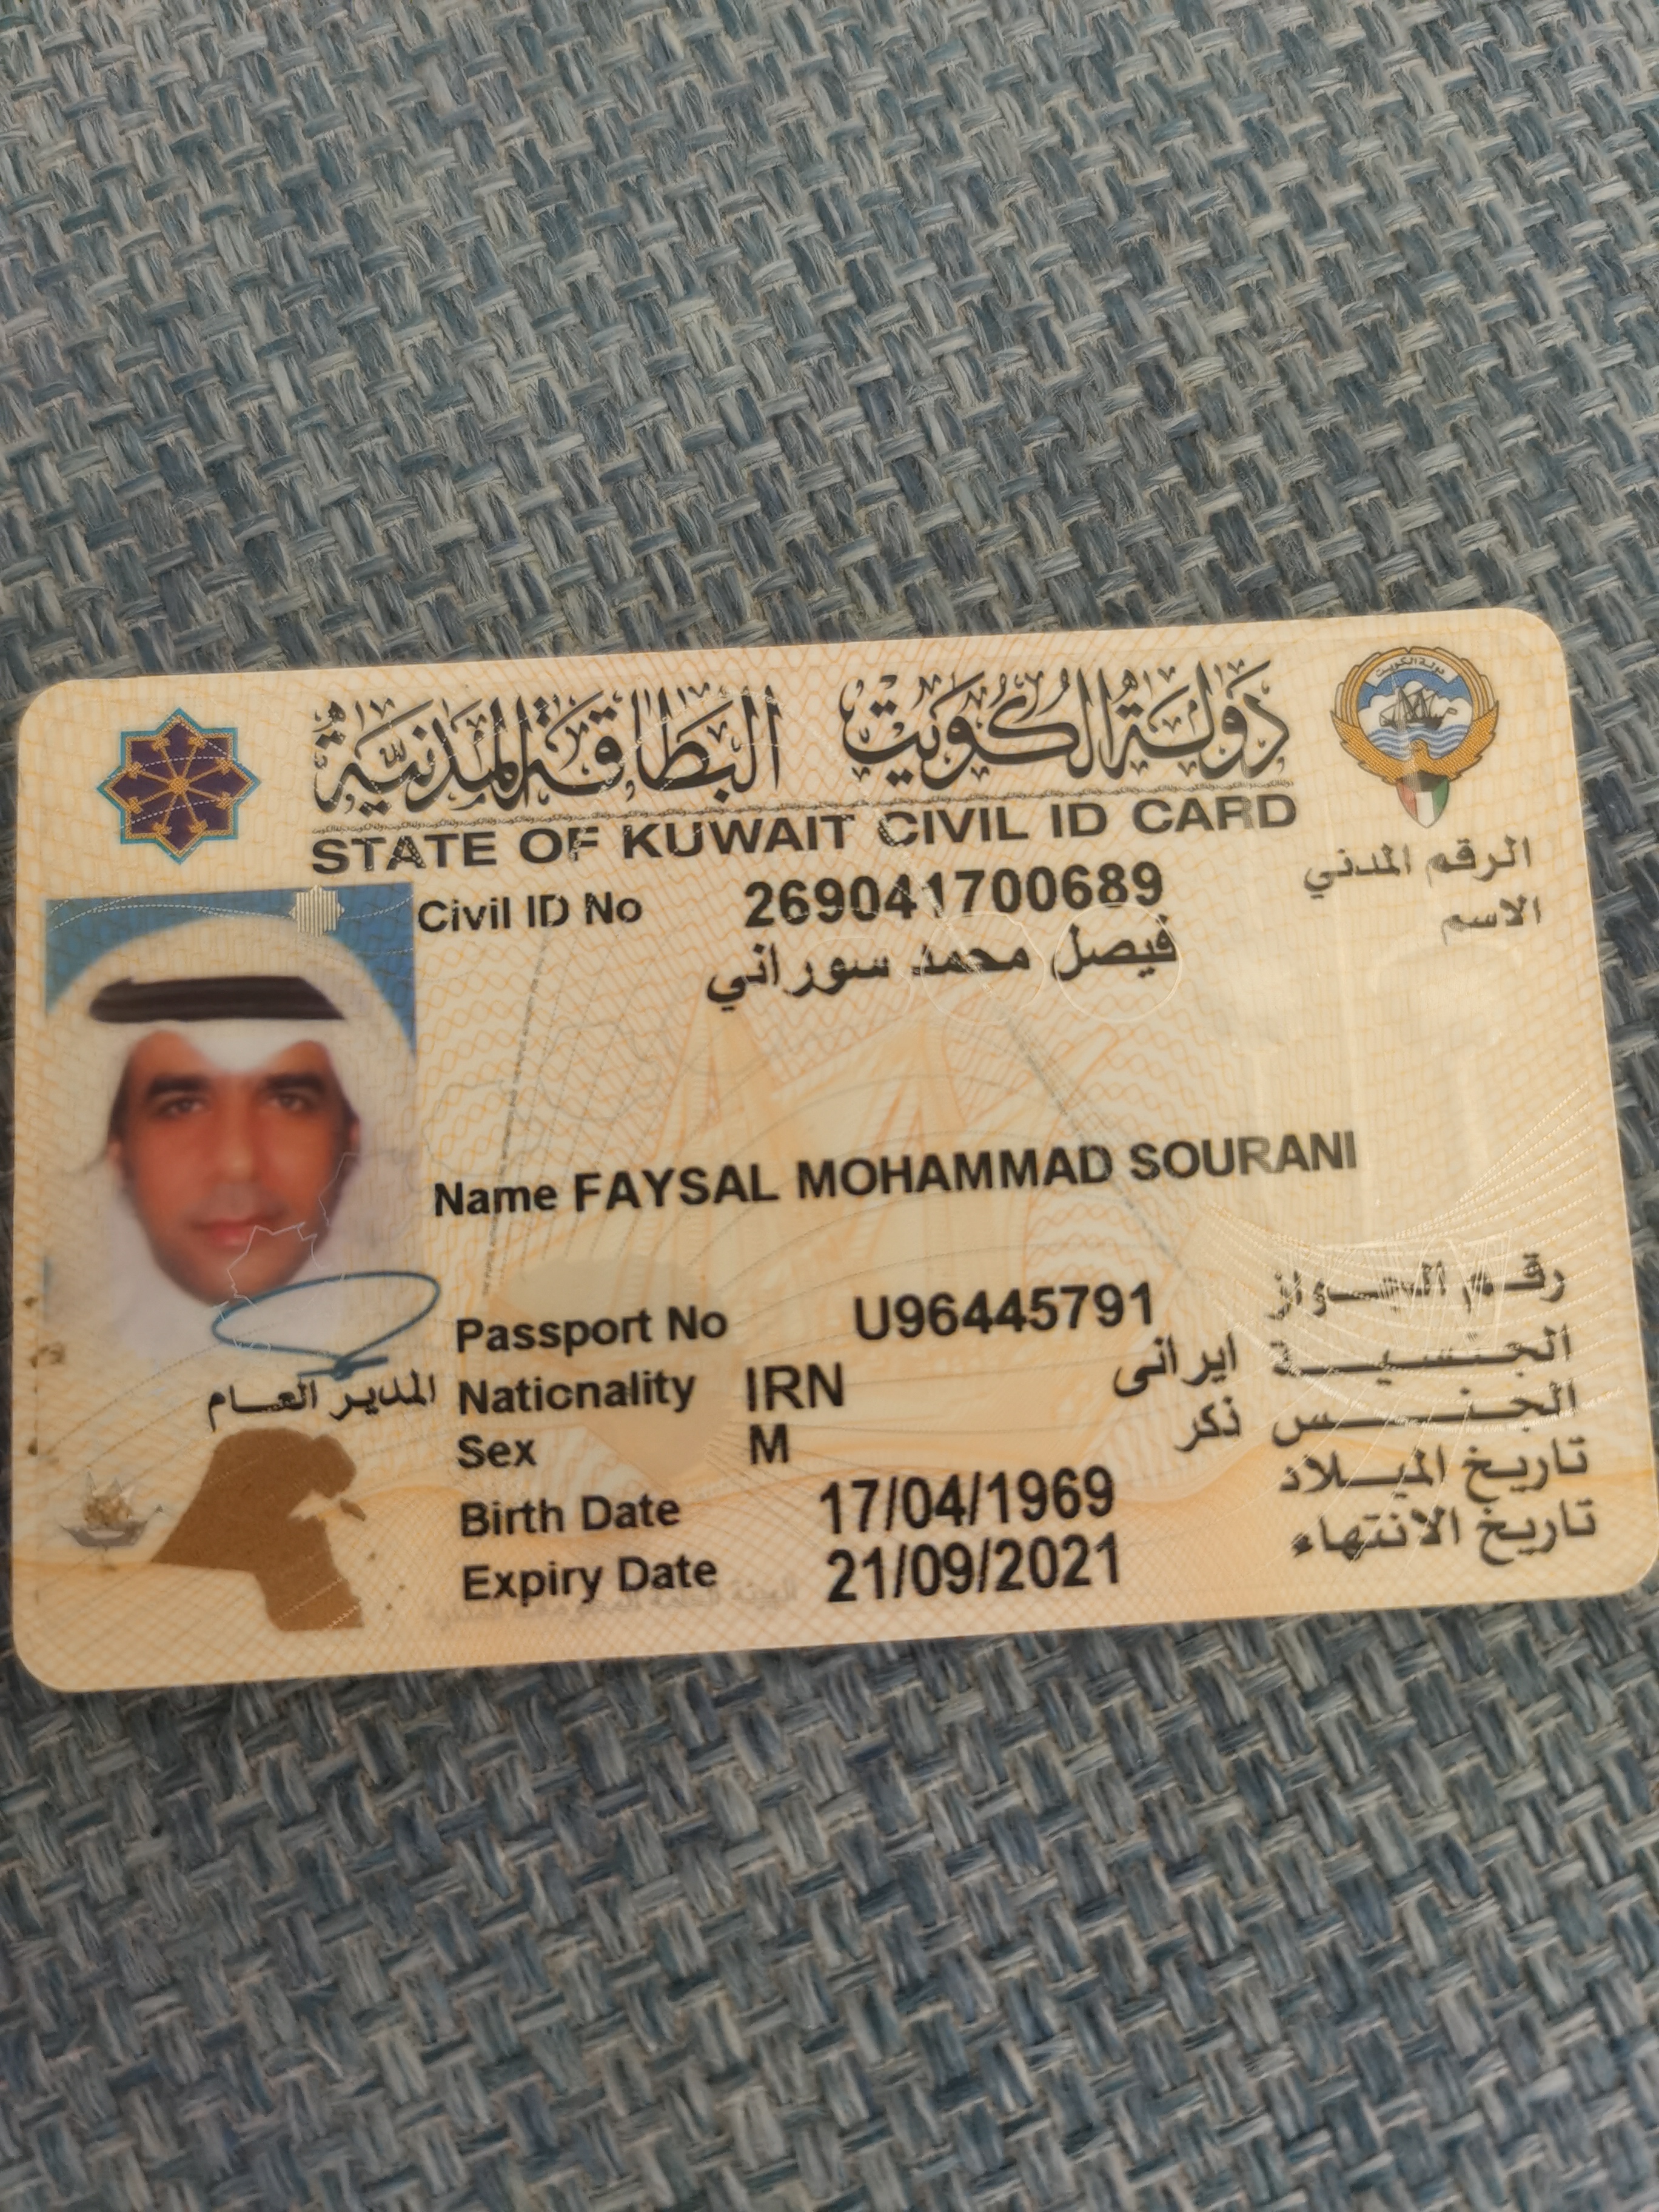 دولة الكويت البطاقة المدنية
STATE OF KUWAIT CIVIL ID CARD
Civil ID No 269041700689 الرقم المدني
فيصل محمد سوراني الاسم
Name FAYSAL MOHAMMAD SOURANI
Passport No U96445791 رقم الجواز
Nationality IRN ايرانى الجنسية
المدير العام
Sex M ذكر الجنس
Birth Date 17/04/1969 تاريخ الميلاد
Expiry Date 21/09/2021 تاريخ الانتهاء